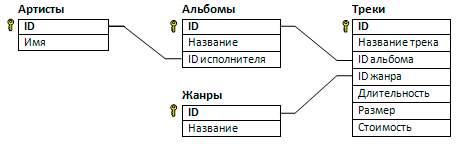 Артисты
ID
Имя
Альбомы
ID
Название
ID исполнителя
Жанры
ID
Название
Треки
ID
Название трека
ID альбома
ID жанра
Длительность
Размер
Стоимость